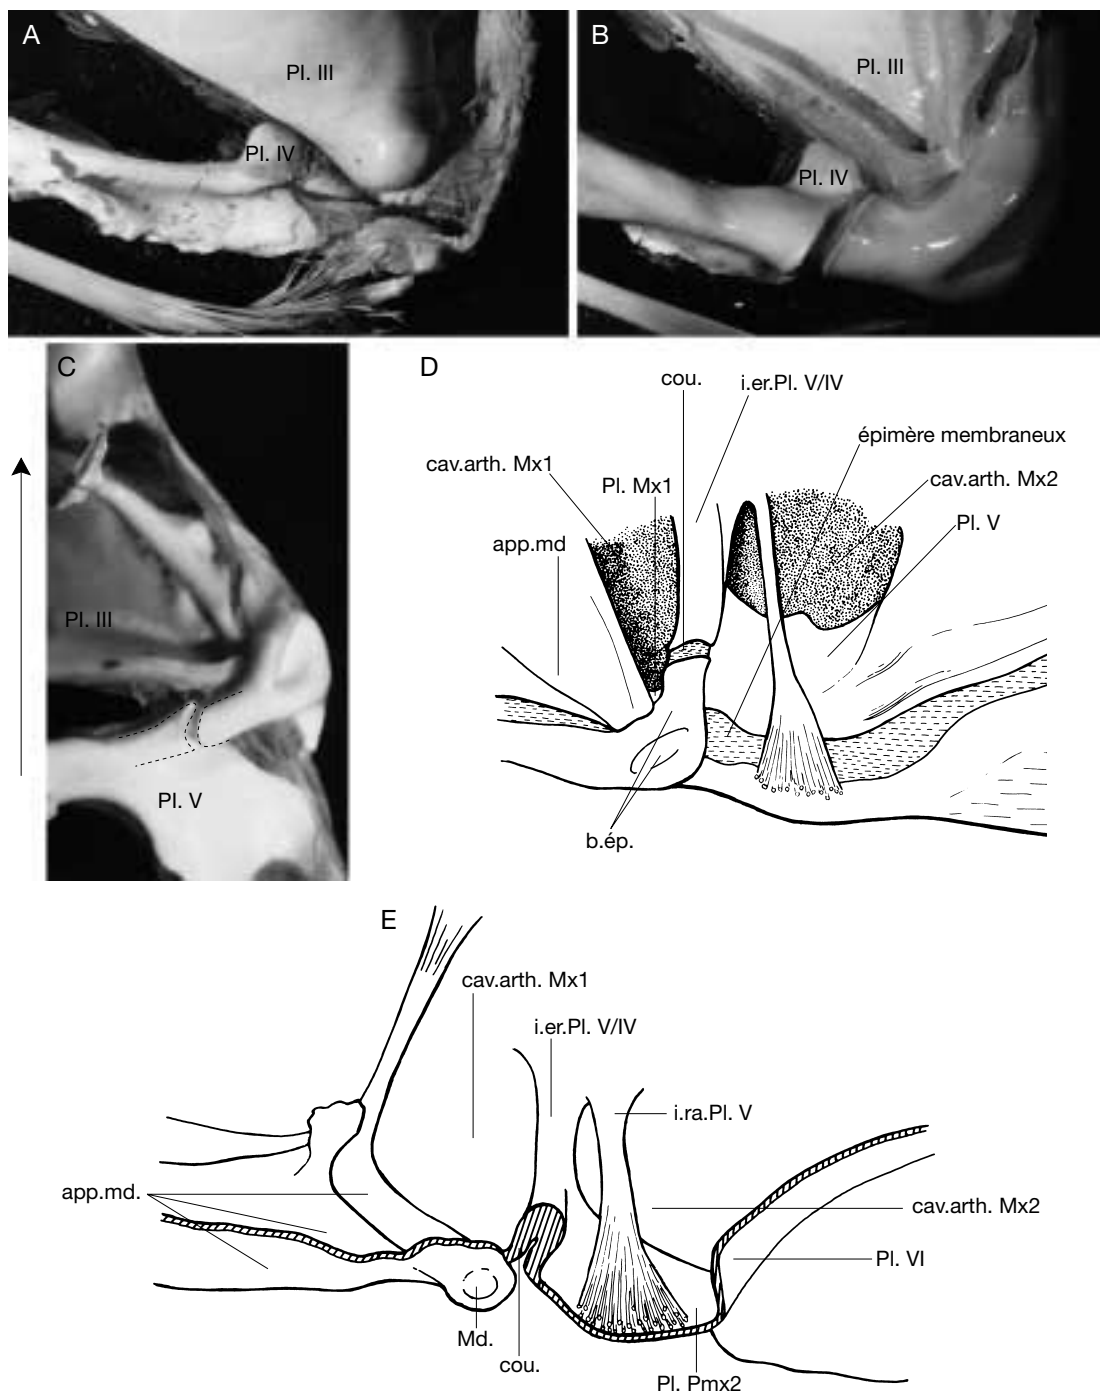 A
Pl. III
Pl. IV
B
Pl. III
Pl. IV
C
Pl. III
Pl. V
D
cou.
i.er.Pl. V/IV
épimère membraneux
cav.arth. Mx1
Pl. Mx1
cav.arth. Mx2
Pl. V
app.md
b.ép.
E
cav.arth. Mx1
i.er.Pl. V/IV
i.ra.Pl. V
app.md.
cav.arth. Mx2
Pl. VI
Md.
cou.
Pl. Pmx2